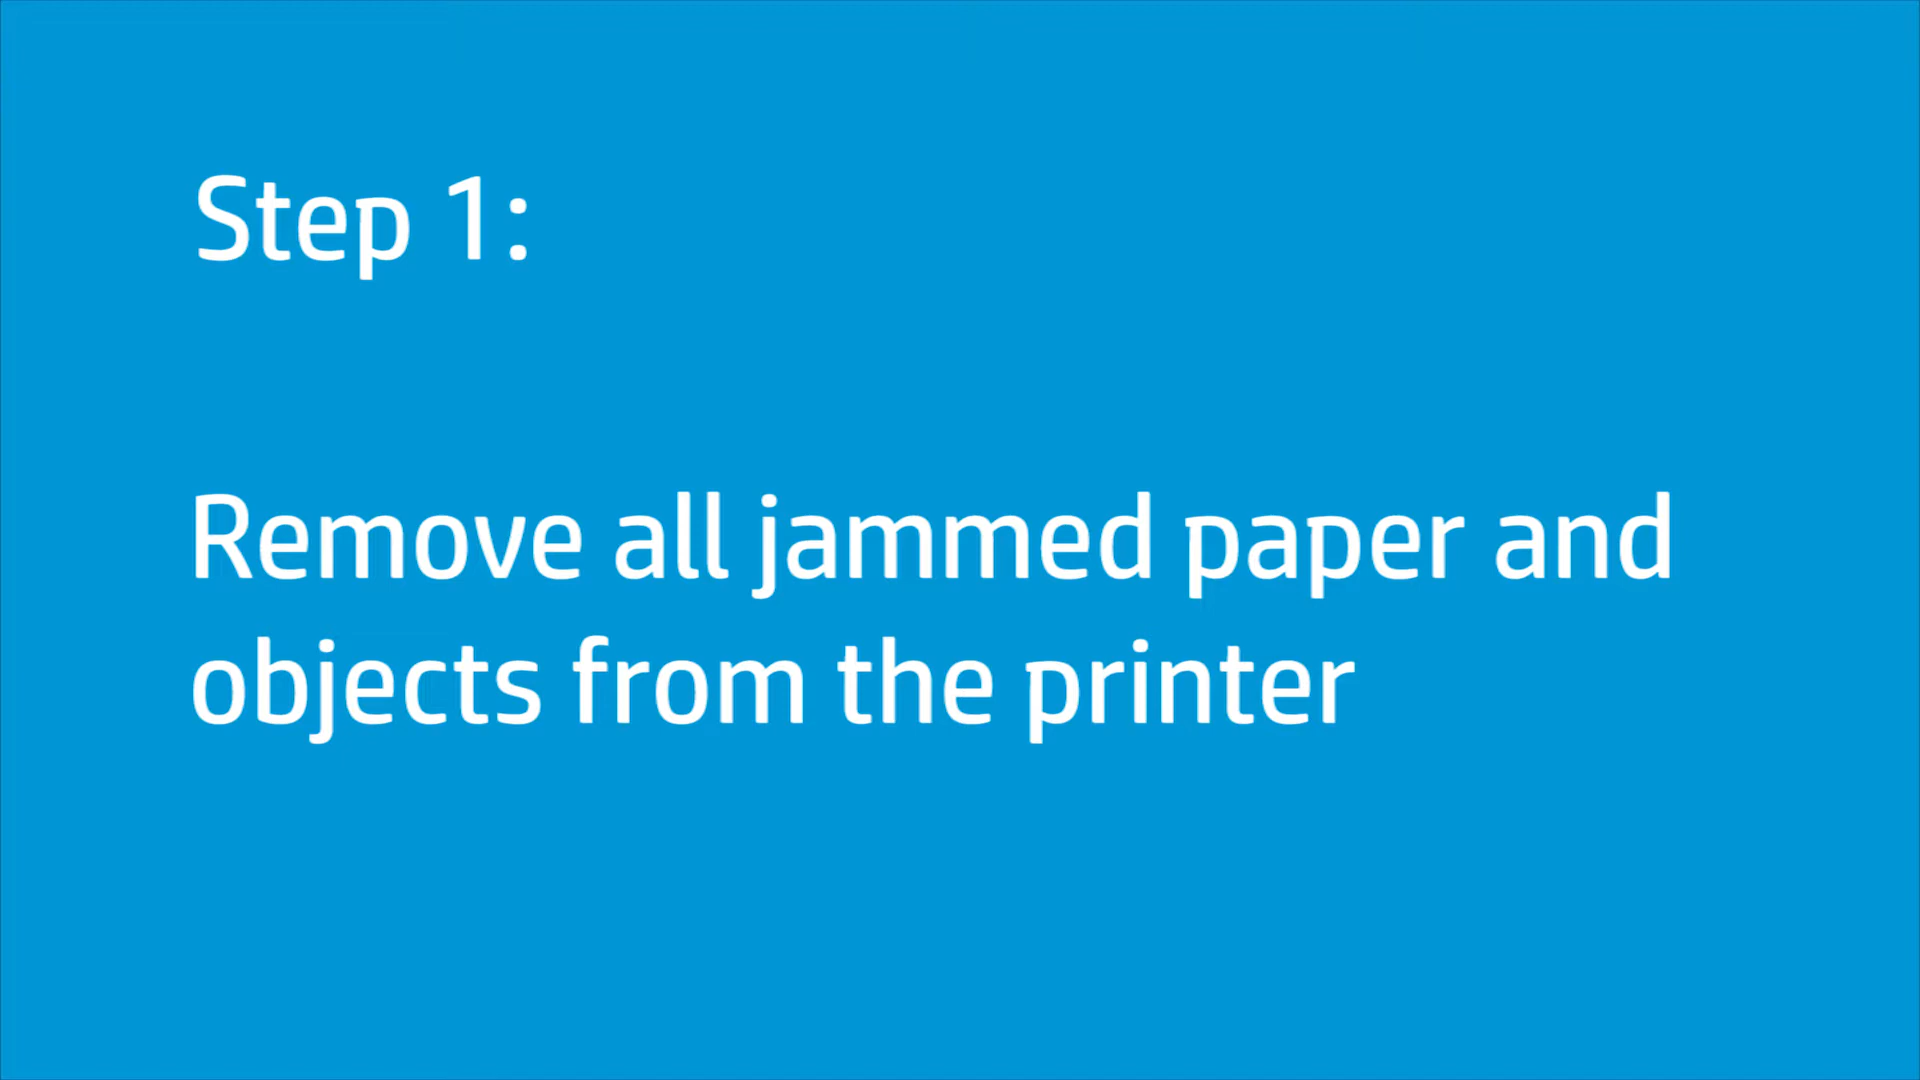 Step 1:
Remove all jammed paper and
objects from the printer